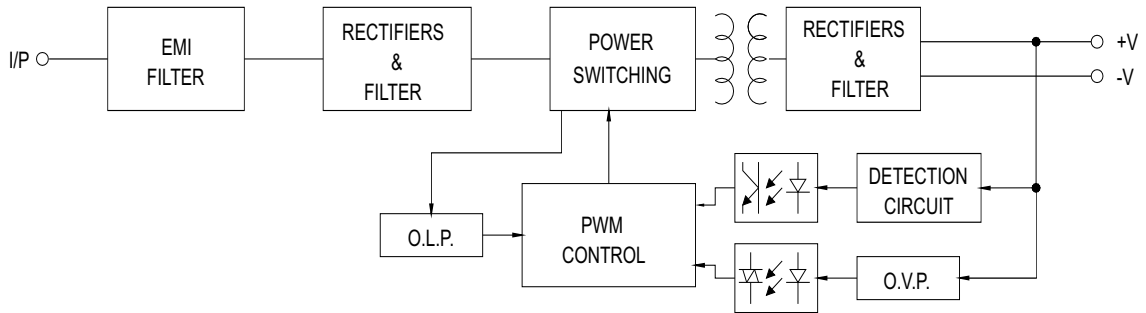 I/P
EMI
FILTER
RECTIFIERS
&
FILTER
POWER
SWITCHING
RECTIFIERS
&
FILTER
+V
-V
O.L.P.
PWM
CONTROL
DETECTION
CIRCUIT
O.V.P.